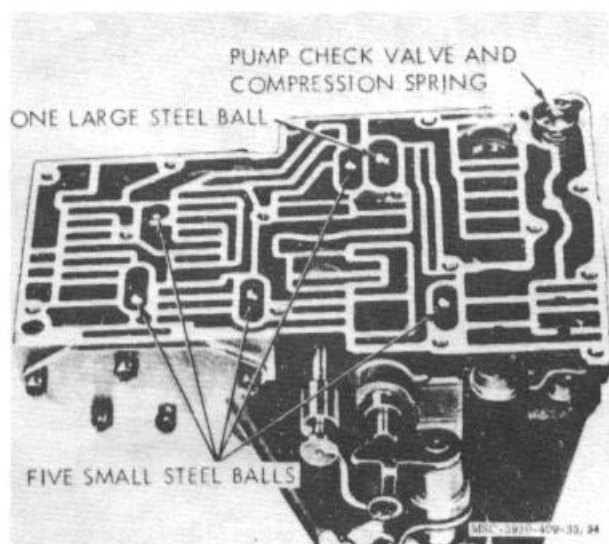 PUMP CHECK VALVE AND
COMPRESSION SPRING
ONE LARGE STEEL BALL
FIVE SMALL STEEL BALLS